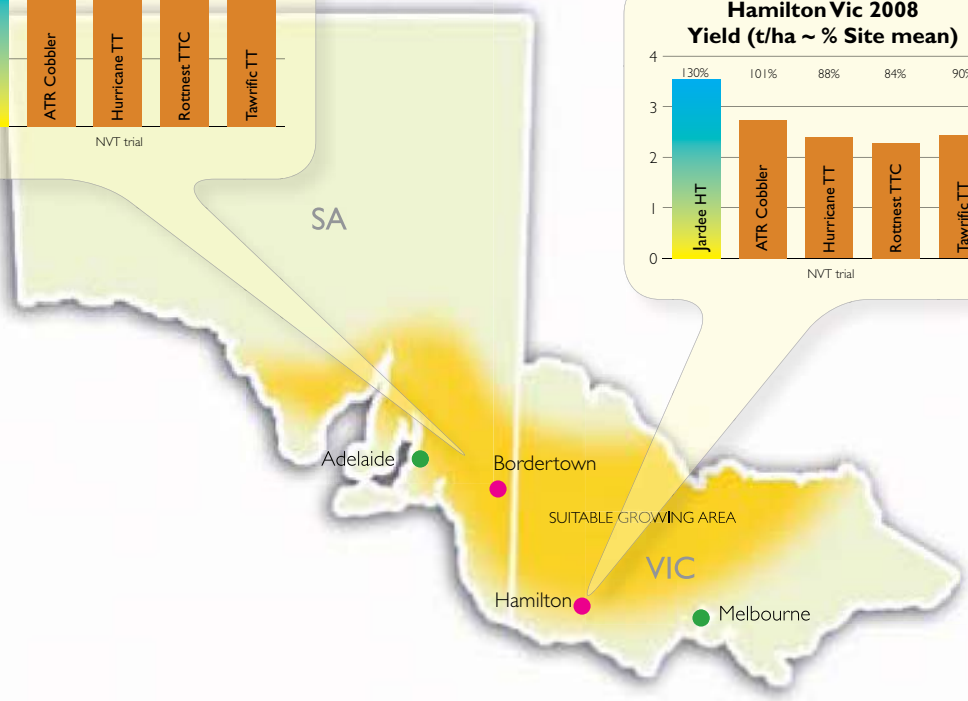 ATR Cobbler
Hurricane TT
Rottnest TTC
Tawrific TT
NVT trial
Hamilton Vic 2008
Yield (t/ha ~ % Site mean)
4
3
2
1
0
130%
101%
88%
84%
90%
Jardee HT
ATR Cobbler
Hurricane TT
Rottnest TTC
Tawrific TT
NVT trial
SA
Adelaide
Bordertown
SUITABLE GROWING AREA
VIC
Hamilton
Melbourne